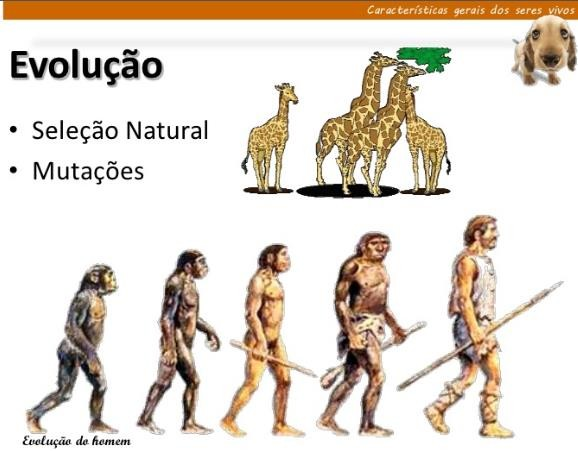 Características gerais dos seres vivos
Evolução
• Seleção Natural
• Mutações
Evolução do homem